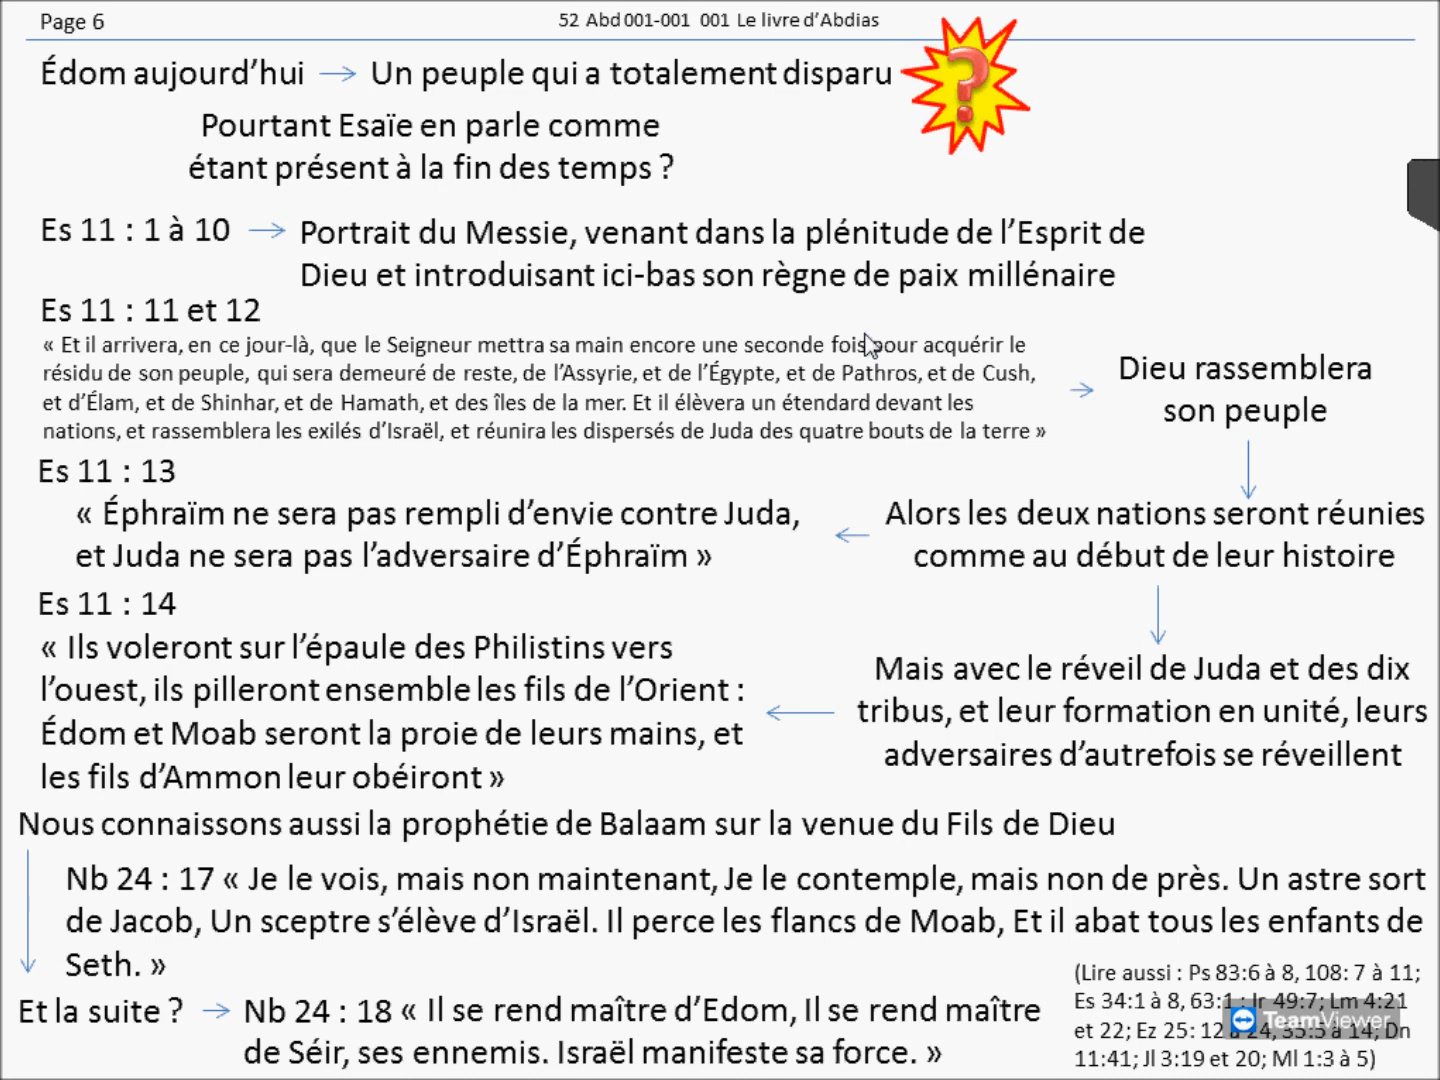 Page 6
52 Abd 001-001 001 Le livre d'Abdias
Édom aujourd'hui → Un peuple qui a totalement disparu
?
Pourtant Esaïe en parle comme
étant présent à la fin des temps ?
Es 11 : 1 à 10 → Portrait du Messie, venant dans la plénitude de l'Esprit de
Dieu et introduisant ici-bas son règne de paix millénaire
Es 11 : 11 et 12
« Et il arrivera, en ce jour-là, que le Seigneur mettra sa main encore une seconde fois pour acquérir le
résidu de son peuple, qui sera demeuré de reste, de l'Assyrie, et de l'Égypte, et de Pathros, et de Cush,
et d'Élam, et de Shinhar, et de Hamath, et des îles de la mer. Et il élèvera un étendard devant les
nations, et rassemblera les exilés d'Israël, et réunira les dispersés de Juda des quatre bouts de la terre »
→ Dieu rassemblera
son peuple
Es 11 : 13
« Éphraïm ne sera pas rempli d'envie contre Juda,
et Juda ne sera pas l'adversaire d'Éphraïm »
← Alors les deux nations seront réunies
comme au début de leur histoire
Es 11 : 14
« Ils voleront sur l'épaule des Philistins vers
l'ouest, ils pilleront ensemble les fils de l'Orient :
Édom et Moab seront la proie de leurs mains, et
les fils d'Ammon leur obéiront »
Mais avec le réveil de Juda et des dix
← tribus, et leur formation en unité, leurs
adversaires d'autrefois se réveillent
Nous connaissons aussi la prophétie de Balaam sur la venue du Fils de Dieu
Nb 24 : 17 « Je le vois, mais non maintenant, Je le contemple, mais non de près. Un astre sort
de Jacob, Un sceptre s'élève d'Israël. Il perce les flancs de Moab, Et il abat tous les enfants de
Seth. »
Et la suite ? → Nb 24 : 18 « Il se rend maître d'Edom, Il se rend maître
de Séir, ses ennemis. Israël manifeste sa force. »
(Lire aussi : Ps 83:6 à 8, 108: 7 à 11;
Es 34:1 à 8, 63:1 ; Jr 49:7; Lm 4:21
et 22; Ez 25: 12 à 24, 35:5 à 14; Dn
11:41; Jl 3:19 et 20; Ml 1:3 à 5)
TeamViewer